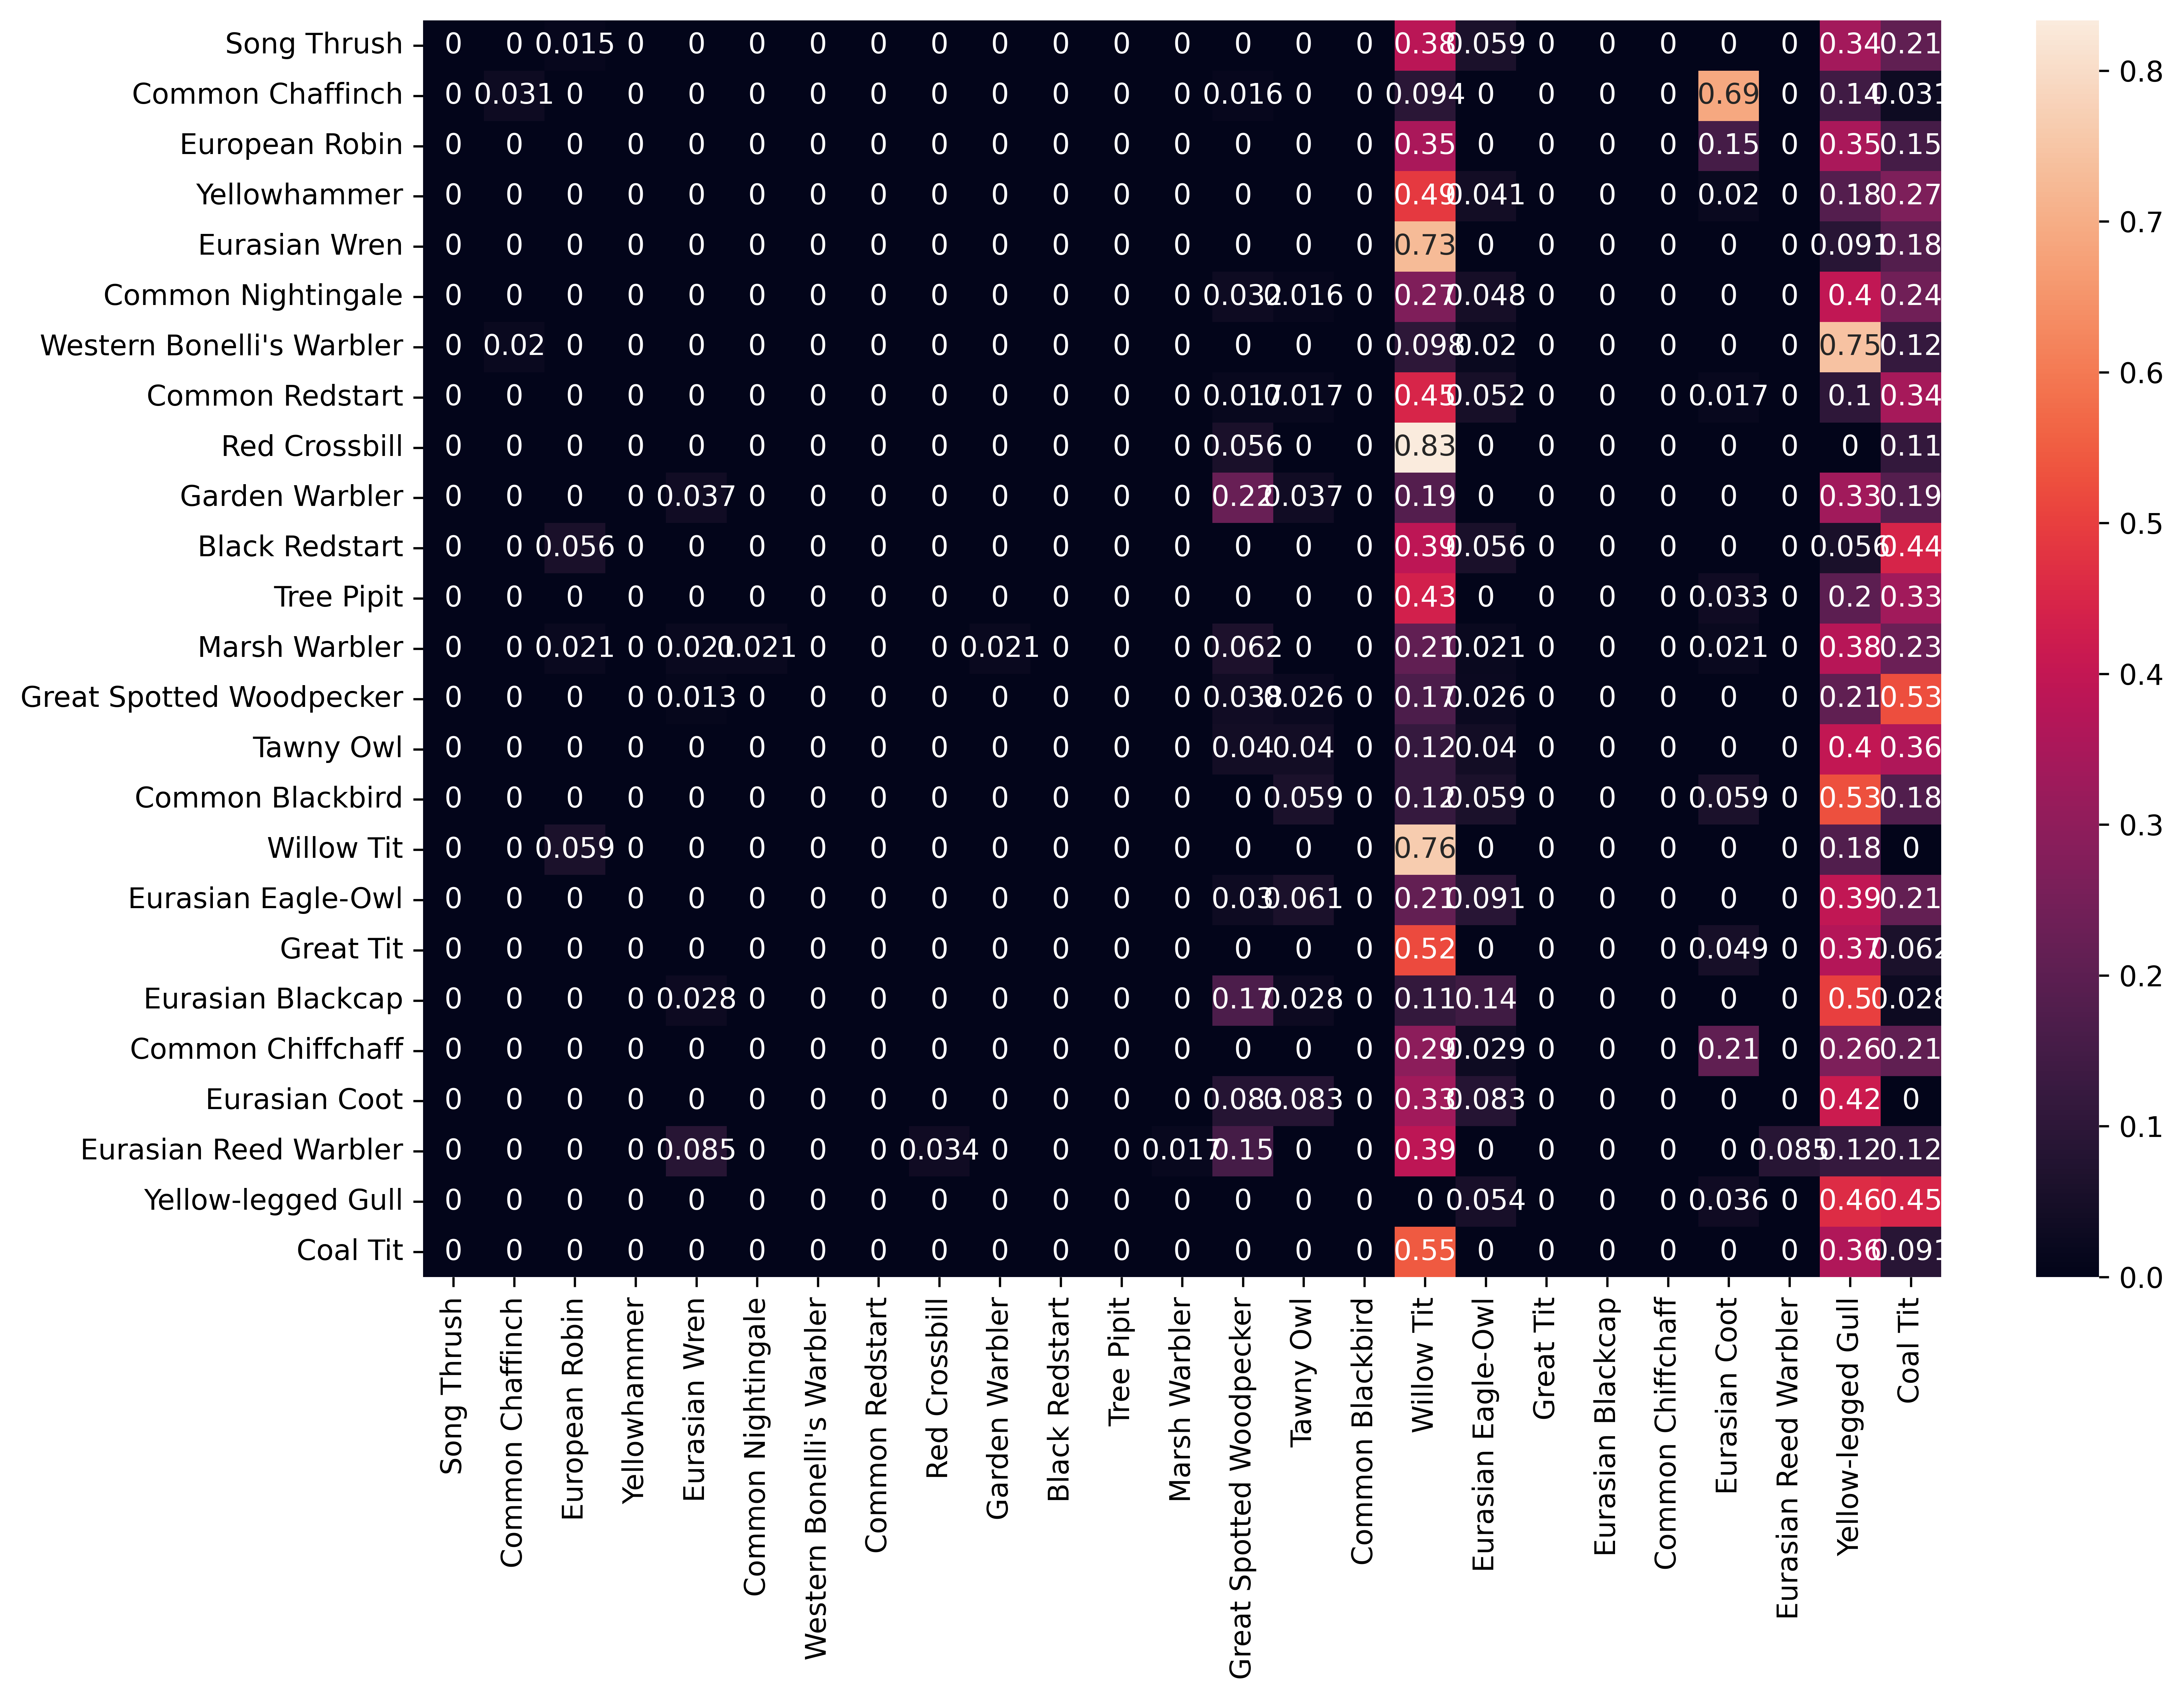 Song Thrush 0 0 0.015 0 0 0 0 0 0 0 0 0 0 0 0 0 0.38 0.059 0 0 0 0 0 0.34 0.21
Common Chaffinch 0 0.031 0 0 0 0 0 0 0 0 0 0 0 0.016 0 0 0.094 0 0 0 0 0.69 0 0.14 0.031
European Robin 0 0 0 0 0 0 0 0 0 0 0 0 0 0 0 0 0.35 0 0 0 0 0.15 0 0.35 0.15
Yellowhammer 0 0 0 0 0 0 0 0 0 0 0 0 0 0 0 0 0.49 0.041 0 0 0 0.02 0 0.18 0.27
Eurasian Wren 0 0 0 0 0 0 0 0 0 0 0 0 0 0 0 0 0.73 0 0 0 0 0 0 0.091 0.18
Common Nightingale 0 0 0 0 0 0 0 0 0 0 0 0 0 0.032 0.016 0 0.27 0.048 0 0 0 0 0 0.4 0.24
Western Bonelli's Warbler 0 0.02 0 0 0 0 0 0 0 0 0 0 0 0 0 0 0.098 0.02 0 0 0 0 0 0.75 0.12
Common Redstart 0 0 0 0 0 0 0 0 0 0 0 0 0 0.017 0.017 0 0.45 0.052 0 0 0 0.017 0 0.1 0.34
Red Crossbill 0 0 0 0 0 0 0 0 0 0 0 0 0 0.056 0 0 0.83 0 0 0 0 0 0 0 0.11
Garden Warbler 0 0 0 0 0.037 0 0 0 0 0 0 0 0 0.22 0.037 0 0.19 0 0 0 0 0 0 0.33 0.19
Black Redstart 0 0 0.056 0 0 0 0 0 0 0 0 0 0 0 0 0 0.39 0.056 0 0 0 0 0 0.056 0.44
Tree Pipit 0 0 0 0 0 0 0 0 0 0 0 0 0 0 0 0 0.43 0 0 0 0 0.033 0 0.2 0.33
Marsh Warbler 0 0 0.021 0 0.021 0.021 0 0 0 0.021 0 0 0 0.062 0 0 0.21 0.021 0 0 0 0.021 0 0.38 0.23
Great Spotted Woodpecker 0 0 0 0 0.013 0 0 0 0 0 0 0 0 0.038 0.026 0 0.17 0.026 0 0 0 0 0 0.21 0.53
Tawny Owl 0 0 0 0 0 0 0 0 0 0 0 0 0 0.04 0.04 0 0.12 0.04 0 0 0 0 0 0.4 0.36
Common Blackbird 0 0 0 0 0 0 0 0 0 0 0 0 0 0 0.059 0 0.12 0.059 0 0 0 0.059 0 0.53 0.18
Willow Tit 0 0 0.059 0 0 0 0 0 0 0 0 0 0 0 0 0 0.76 0 0 0 0 0 0 0.18 0
Eurasian Eagle-Owl 0 0 0 0 0 0 0 0 0 0 0 0 0 0.03 0.061 0 0.21 0.091 0 0 0 0 0 0.39 0.21
Great Tit 0 0 0 0 0 0 0 0 0 0 0 0 0 0 0 0 0.52 0 0 0 0 0.049 0 0.37 0.062
Eurasian Blackcap 0 0 0 0 0.028 0 0 0 0 0 0 0 0 0.17 0.028 0 0.11 0.14 0 0 0 0 0 0.5 0.028
Common Chiffchaff 0 0 0 0 0 0 0 0 0 0 0 0 0 0 0 0 0.29 0.029 0 0 0 0.21 0 0.26 0.21
Eurasian Coot 0 0 0 0 0 0 0 0 0 0 0 0 0 0.083 0.083 0 0.33 0.083 0 0 0 0 0 0.42 0
Eurasian Reed Warbler 0 0 0 0 0.085 0 0 0 0.034 0 0 0 0.017 0.15 0 0 0.39 0 0 0 0 0 0.085 0.12 0.12
Yellow-legged Gull 0 0 0 0 0 0 0 0 0 0 0 0 0 0 0 0 0 0.054 0 0 0 0.036 0 0.46 0.45
Coal Tit 0 0 0 0 0 0 0 0 0 0 0 0 0 0 0 0 0.55 0 0 0 0 0 0 0.36 0.091
Song Thrush
Common Chaffinch
European Robin
Yellowhammer
Eurasian Wren
Common Nightingale
Western Bonelli's Warbler
Common Redstart
Red Crossbill
Garden Warbler
Black Redstart
Tree Pipit
Marsh Warbler
Great Spotted Woodpecker
Tawny Owl
Common Blackbird
Willow Tit
Eurasian Eagle-Owl
Great Tit
Eurasian Blackcap
Common Chiffchaff
Eurasian Coot
Eurasian Reed Warbler
Yellow-legged Gull
Coal Tit
0.8
0.7
0.6
0.5
0.4
0.3
0.2
0.1
0.0